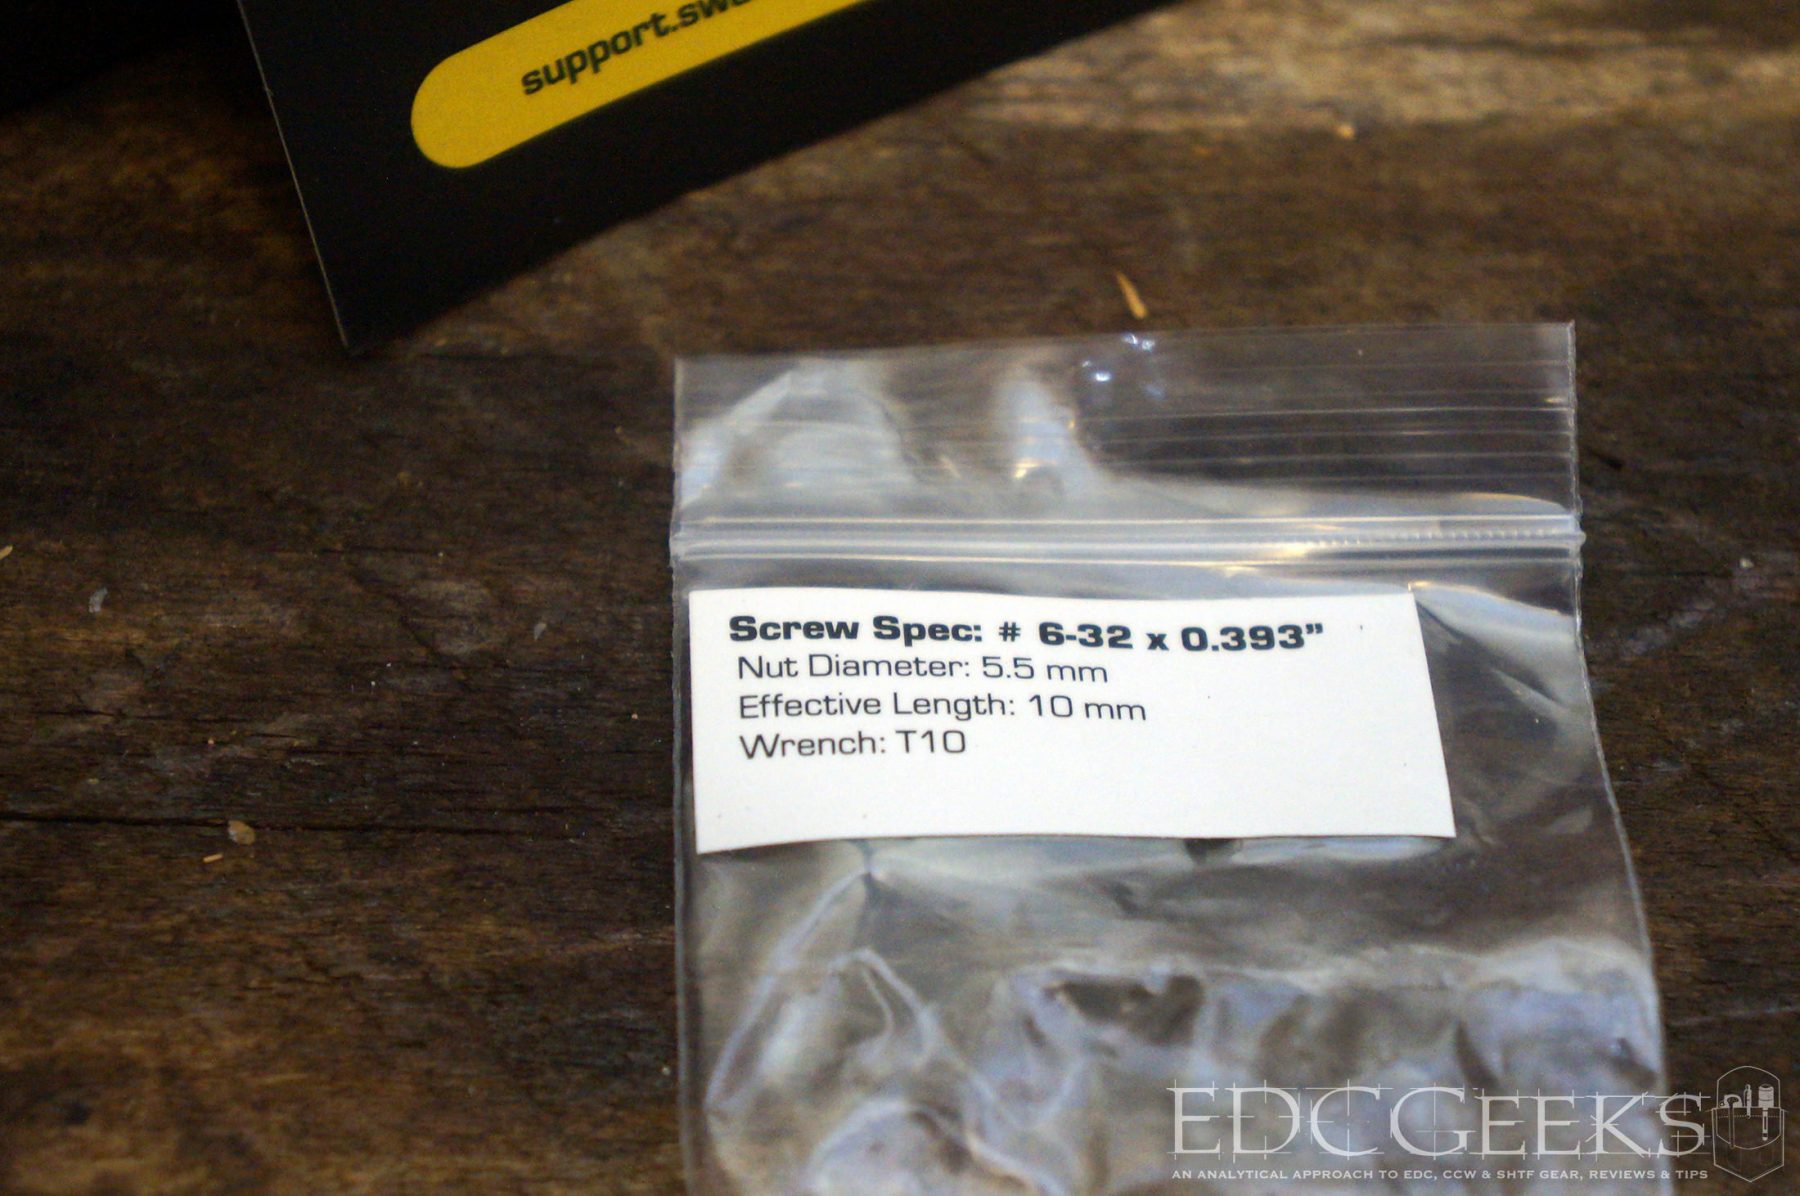 support.sw
Screw Spec: # 6-32 x 0.393”
Nut Diameter: 5.5 mm
Effective Length: 10 mm
Wrench: T10
EDCGEEKS
AN ANALYTICAL APPROACH TO EDC, CCW & SHTF GEAR, REVIEWS & TIPS